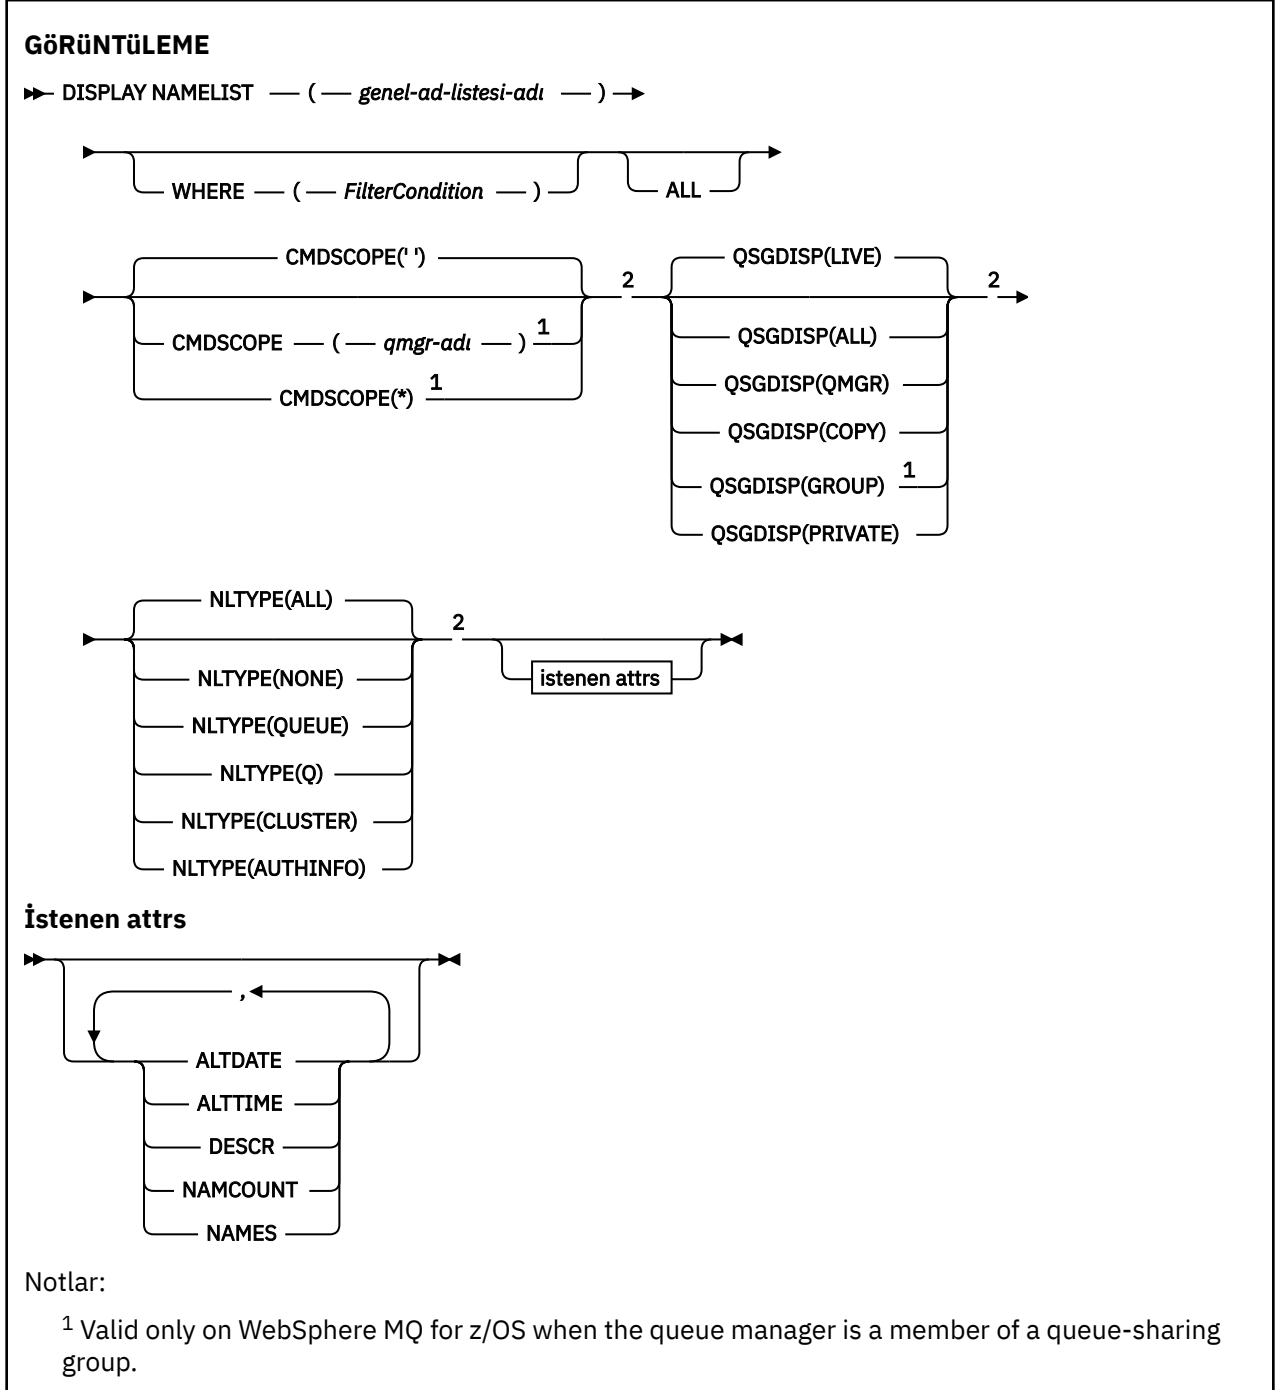 GöRüNTüLEME
DISPLAY NAMELIST ( genel-ad-listesi-adı )
WHERE ( FilterCondition ) ALL
CMDSCOPE(' ') QSGDISP(LIVE)
2 2
CMDSCOPE ( qmgr-adı ) 1 QSGDISP(ALL)
QSGDISP(QMGR)
CMDSCOPE(*) 1
QSGDISP(COPY)
QSGDISP(GROUP) 1
QSGDISP(PRIVATE)
NLTYPE(ALL)
2
NLTYPE(NONE) istenen attrs
NLTYPE(QUEUE)
NLTYPE(Q)
NLTYPE(CLUSTER)
NLTYPE(AUTHINFO)
İstenen attrs
,
ALTDATE
ALTTIME
DESCR
NAMCOUNT
NAMES
Notlar:
1 Valid only on WebSphere MQ for z/OS when the queue manager is a member of a queue-sharing
group.